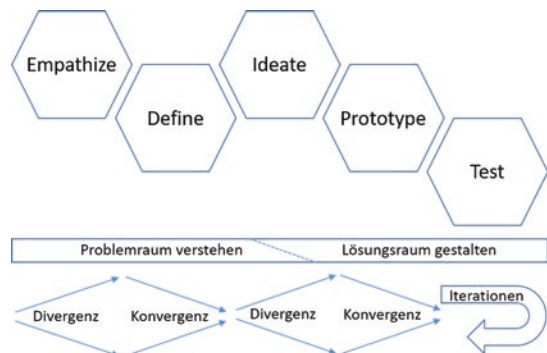 Empathize
Define
Ideate
Prototype
Test
Problemraum verstehen
Lösungsraum gestalten
Divergenz
Konvergenz
Divergenz
Konvergenz
Iterationen